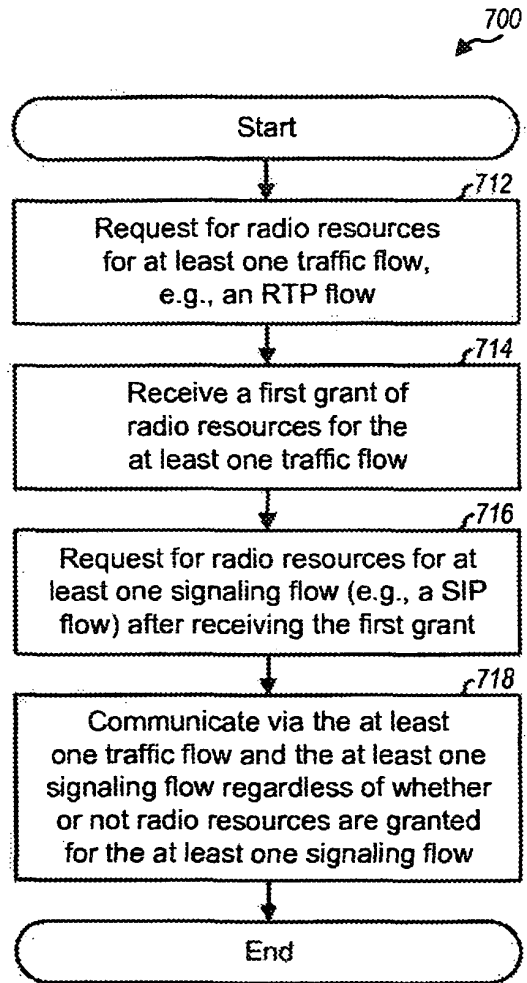 700
Start
712
Request for radio resources
for at least one traffic flow,
e.g., an RTP flow
714
Receive a first grant of
radio resources for the
at least one traffic flow
716
Request for radio resources for at
least one signaling flow (e.g., a SIP
flow) after receiving the first grant
718
Communicate via the at least
one traffic flow and the at least one
signaling flow regardless of whether
or not radio resources are granted
for the at least one signaling flow
End